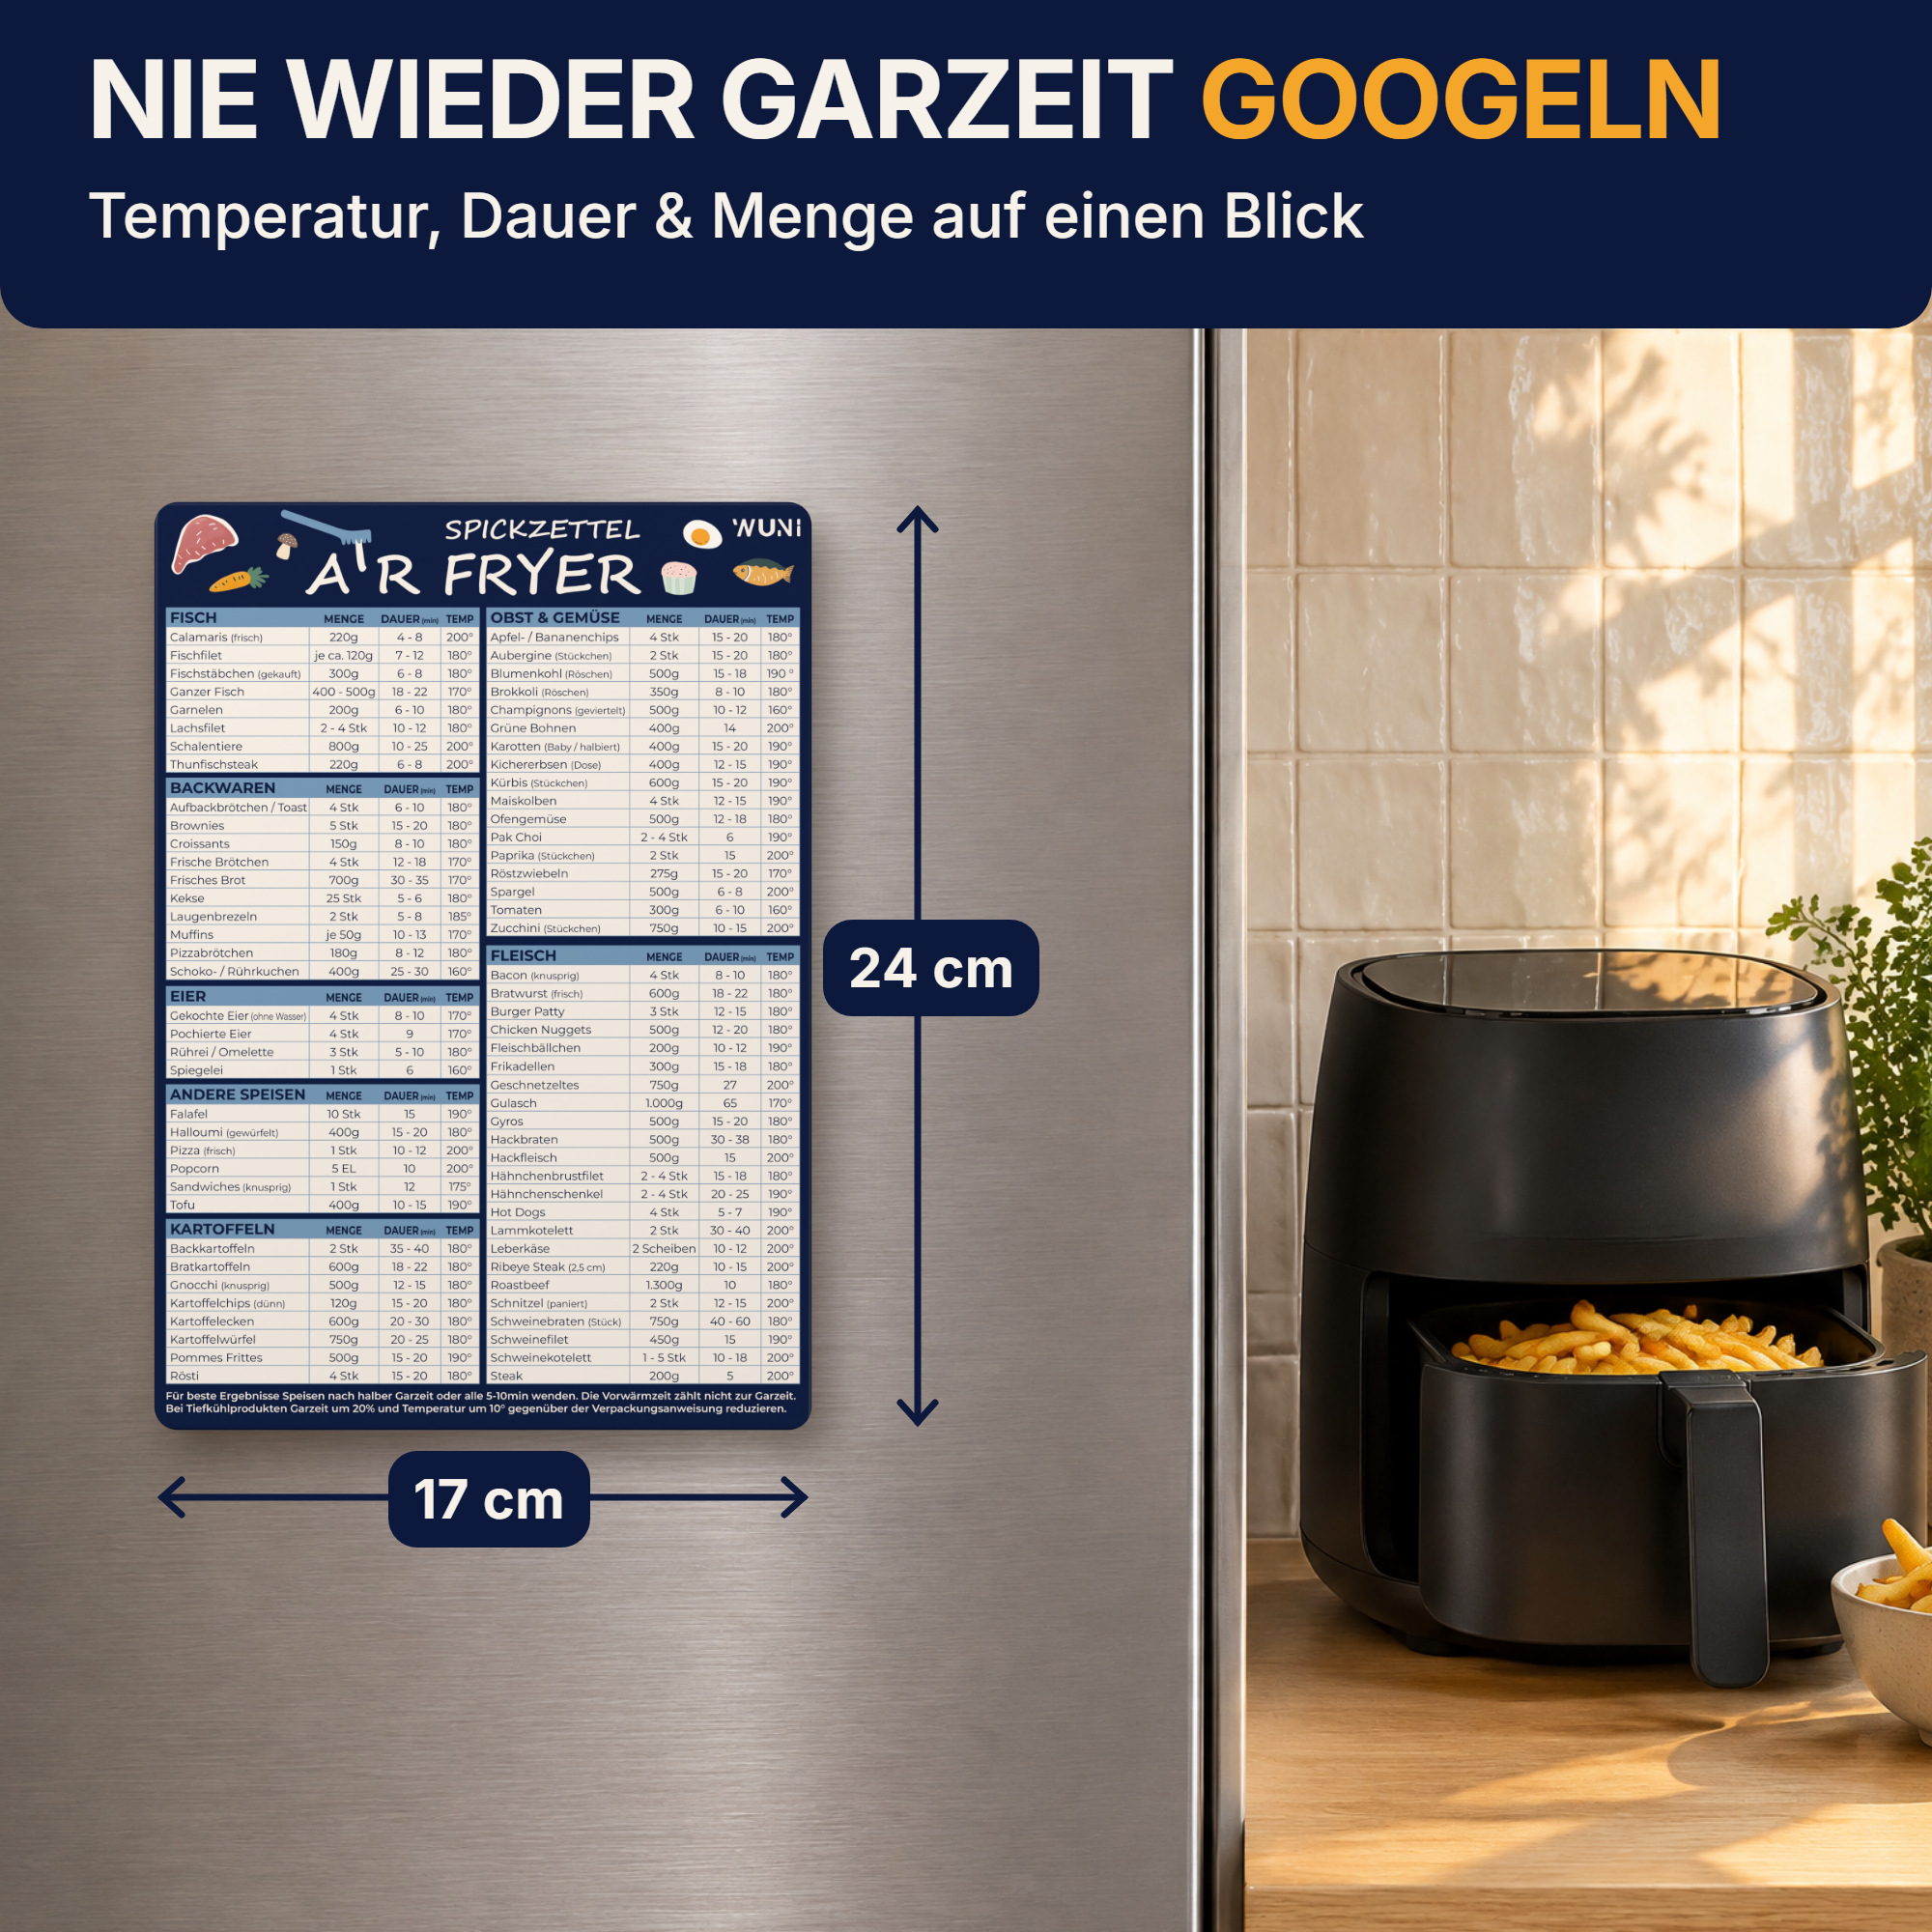 NIE WIEDER GARZEIT GOOGELN
Temperatur, Dauer & Menge auf einen Blick
SPICKZETTEL
AIR FRYER
WUNI
FISCH MENGE DAUER (min) TEMP
Calamaris (frisch) 220g 4 - 8 200°
Fischfilet je ca. 120g 7 - 12 180°
Fischstäbchen (gekauft) 300g 6 - 8 180°
Ganzer Fisch 400 - 500g 18 - 22 170°
Garnelen 200g 6 - 10 180°
Lachsfilet 2 - 4 Stk 10 - 12 180°
Schalentiere 800g 10 - 25 200°
Thunfischsteak 220g 6 - 8 200°
BACKWAREN MENGE DAUER (min) TEMP
Aufbackbrötchen / Toast 4 Stk 6 - 10 180°
Brownies 5 Stk 15 - 20 180°
Croissants 150g 8 - 10 180°
Frische Brötchen 4 Stk 12 - 18 170°
Frisches Brot 700g 30 - 35 170°
Kekse 25 Stk 5 - 6 180°
Laugenbrezeln 2 Stk 5 - 8 185°
Muffins je 50g 10 - 13 170°
Pizzabrötchen 180g 8 - 12 180°
Schoko- / Rührkuchen 400g 25 - 30 160°
EIER MENGE DAUER (min) TEMP
Gekochte Eier (ohne Wasser) 4 Stk 8 - 10 170°
Pochierte Eier 4 Stk 9 170°
Rührei / Omelette 3 Stk 5 - 10 180°
Spiegelei 1 Stk 6 160°
ANDERE SPEISEN MENGE DAUER (min) TEMP
Falafel 10 Stk 15 190°
Halloumi (gewürfelt) 400g 15 - 20 180°
Pizza (frisch) 1 Stk 10 - 12 200°
Popcorn 5 EL 10 200°
Sandwiches (knusprig) 1 Stk 12 175°
Tofu 400g 10 - 15 190°
KARTOFFELN MENGE DAUER (min) TEMP
Backkartoffeln 2 Stk 35 - 40 180°
Bratkartoffeln 600g 18 - 22 180°
Gnocchi (knusprig) 500g 12 - 15 180°
Kartoffelchips (dünn) 120g 15 - 20 180°
Kartoffelecken 600g 20 - 30 180°
Kartoffelwürfel 750g 20 - 25 180°
Pommes Frittes 500g 15 - 20 190°
Rösti 4 Stk 15 - 20 180°
OBST & GEMÜSE MENGE DAUER (min) TEMP
Apfel- / Bananenchips 4 Stk 15 - 20 180°
Aubergine (Stückchen) 2 Stk 15 - 20 180°
Blumenkohl (Röschen) 500g 15 - 18 190 °
Brokkoli (Röschen) 350g 8 - 10 180°
Champignons (geviertelt) 500g 10 - 12 160°
Grüne Bohnen 400g 14 200°
Karotten (Baby / halbiert) 400g 15 - 20 190°
Kichererbsen (Dose) 400g 12 - 15 190°
Kürbis (Stückchen) 600g 15 - 20 190°
Maiskolben 4 Stk 12 - 15 190°
Ofengemüse 500g 12 - 18 180°
Pak Choi 2 - 4 Stk 6 190°
Paprika (Stückchen) 2 Stk 15 200°
Röstzwiebeln 275g 15 - 20 170°
Spargel 500g 6 - 8 200°
Tomaten 300g 6 - 10 160°
Zucchini (Stückchen) 750g 10 - 15 200°
FLEISCH MENGE DAUER (min) TEMP
Bacon (knusprig) 4 Stk 8 - 10 180°
Bratwurst (frisch) 600g 18 - 22 180°
Burger Patty 3 Stk 12 - 15 180°
Chicken Nuggets 500g 12 - 20 180°
Fleischbällchen 200g 10 - 12 190°
Frikadellen 300g 15 - 18 180°
Geschnetzeltes 750g 27 200°
Gulasch 1.000g 65 170°
Gyros 500g 15 - 20 180°
Hackbraten 500g 30 - 38 180°
Hackfleisch 500g 15 200°
Hähnchenbrustfilet 2 - 4 Stk 15 - 18 180°
Hähnchenschenkel 2 - 4 Stk 20 - 25 190°
Hot Dogs 4 Stk 5 - 7 190°
Lammkotelett 2 Stk 30 - 40 200°
Leberkäse 2 Scheiben 10 - 12 200°
Ribeye Steak (2,5 cm) 220g 10 - 15 200°
Roastbeef 1.300g 10 180°
Schnitzel (paniert) 2 Stk 12 - 15 200°
Schweinebraten (Stück) 750g 40 - 60 180°
Schweinefilet 450g 15 190°
Schweinekotelett 1 - 5 Stk 10 - 18 200°
Steak 200g 5 200°
Für beste Ergebnisse Speisen nach halber Garzeit oder alle 5-10min wenden. Die Vorwärmzeit zählt nicht zur Garzeit.
Bei Tiefkühlprodukten Garzeit um 20% und Temperatur um 10° gegenüber der Verpackungsanweisung reduzieren.
24 cm
17 cm